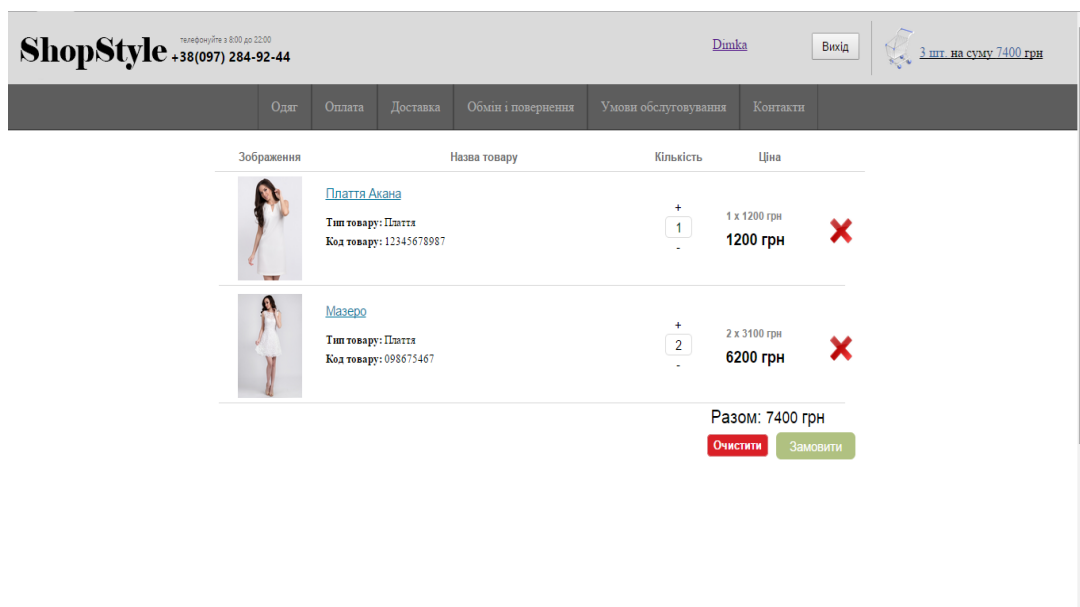 ShopStyle
телефонуйте з 8:00 до 22:00
+38(097) 284-92-44
Dimka
Вихід
3 шт. на суму 7400 грн
Одяг Оплата Доставка Обмін і повернення Умови обслуговування Контакти
Зображення Назва товару Кількість Ціна
Плаття Акана
Тип товару: Плаття
Код товару: 12345678987
+
1
-
1 x 1200 грн
1200 грн
Мазеро
Тип товару: Плаття
Код товару: 098675467
+
2
-
2 x 3100 грн
6200 грн
Разом: 7400 грн
Очистити Замовити